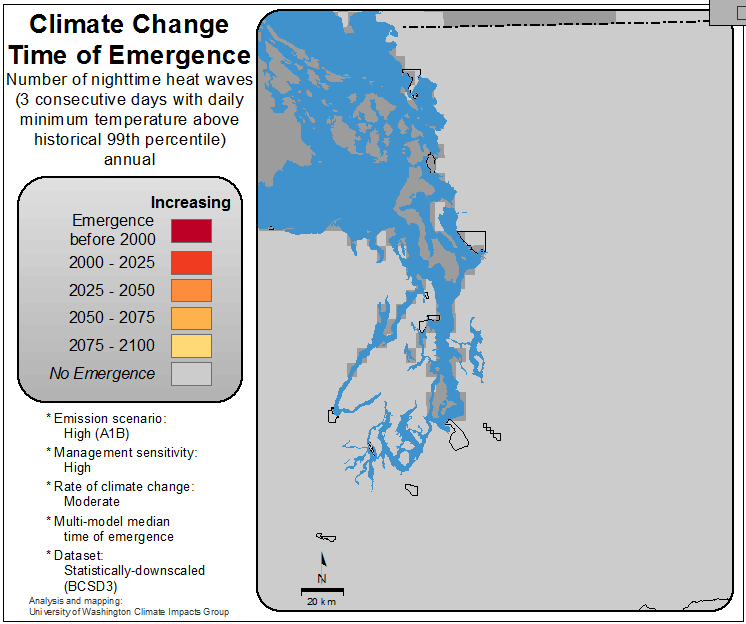 Climate Change
Time of Emergence
Number of nighttime heat waves
(3 consecutive days with daily
minimum temperature above
historical 99th percentile)
annual
Increasing
Emergence
before 2000
2000 - 2025
2025 - 2050
2050 - 2075
2075 - 2100
No Emergence
* Emission scenario:
High (A1B)
* Management sensitivity:
High
* Rate of climate change:
Moderate
* Multi-model median
time of emergence
* Dataset:
Statistically-downscaled
(BCSD3)
Analysis and mapping:
University of Washington Climate Impacts Group
N
20 km